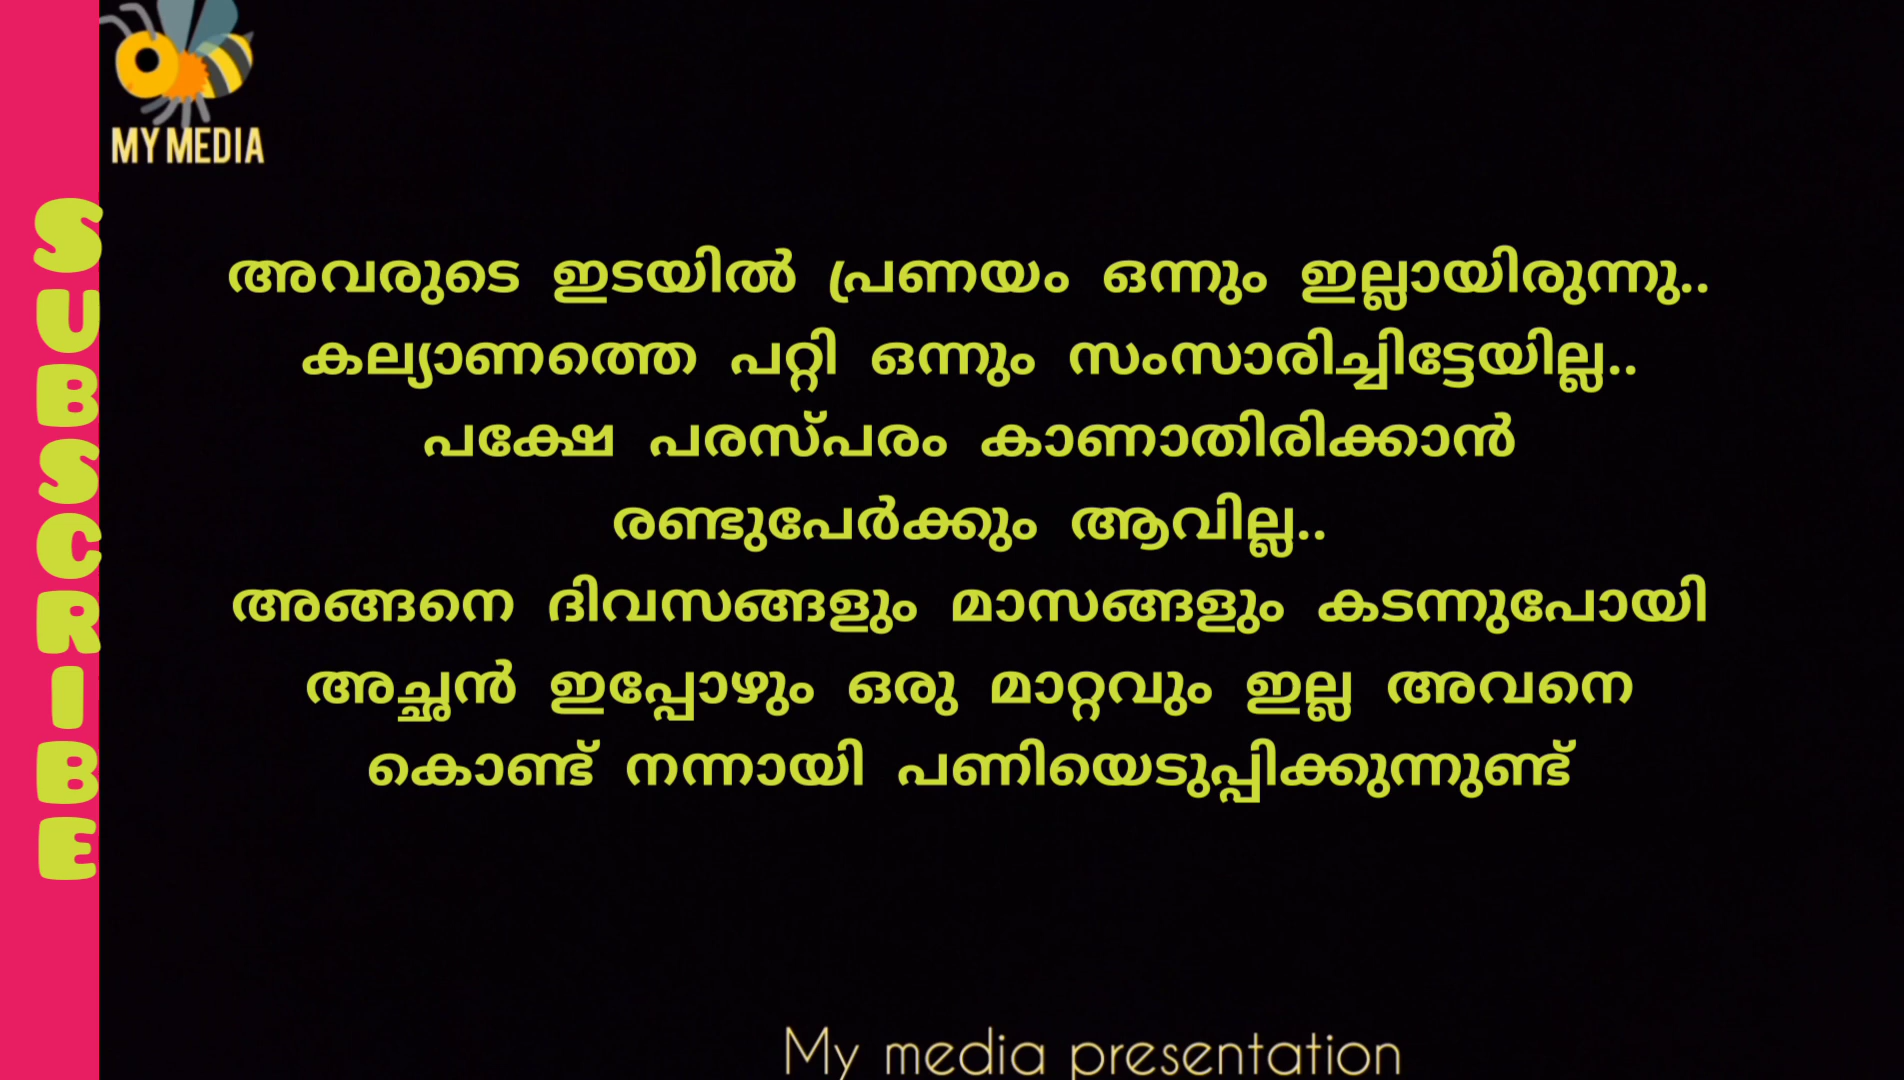 MY MEDIA
SUBSCRIBE
അവരുടെ ഇടയിൽ പ്രണയം ഒന്നും ഇല്ലായിരുന്നു..
കല്യാണത്തെ പറ്റി ഒന്നും സംസാരിച്ചിട്ടേയില്ല..
പക്ഷേ പരസ്പരം കാണാതിരിക്കാൻ
രണ്ടുപേർക്കും ആവില്ല..
അങ്ങനെ ദിവസങ്ങളും മാസങ്ങളും കടന്നുപോയി
അച്ഛൻ ഇപ്പോഴും ഒരു മാറ്റവും ഇല്ല അവനെ
കൊണ്ട് നന്നായി പണിയെടുപ്പിക്കുന്നുണ്ട്
My media presentation